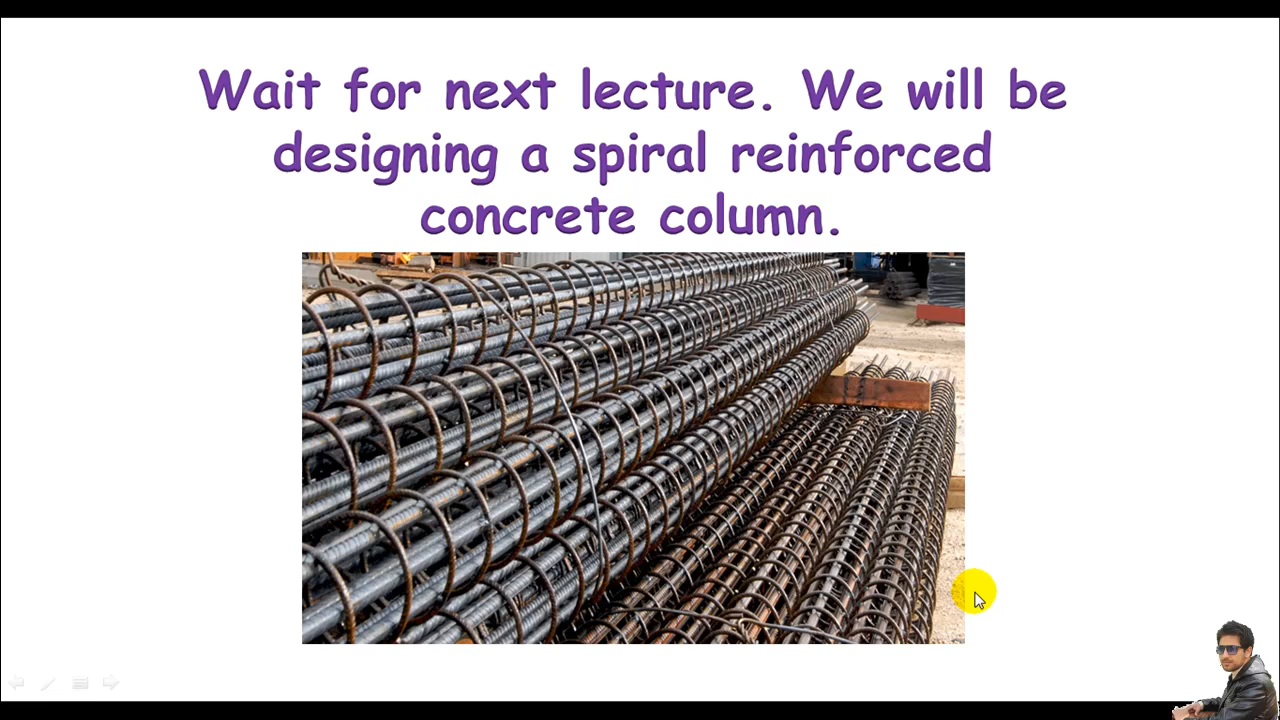 Wait for next lecture. We will be
designing a spiral reinforced
concrete column.